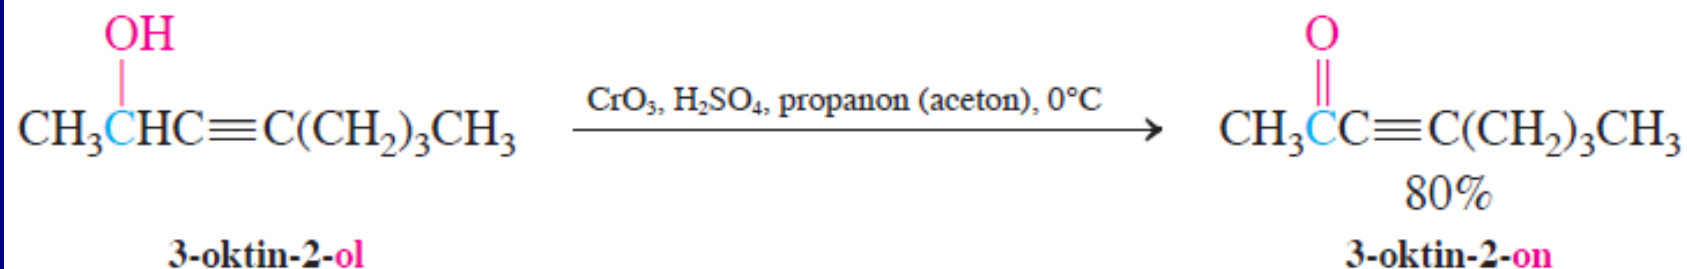 OH
CH₃CHC≡C(CH₂)₃CH₃
3-oktin-2-ol
CrO₃, H₂SO₄, propanon (aceton), 0°C
O
CH₃CC≡C(CH₂)₃CH₃
80%
3-oktin-2-on